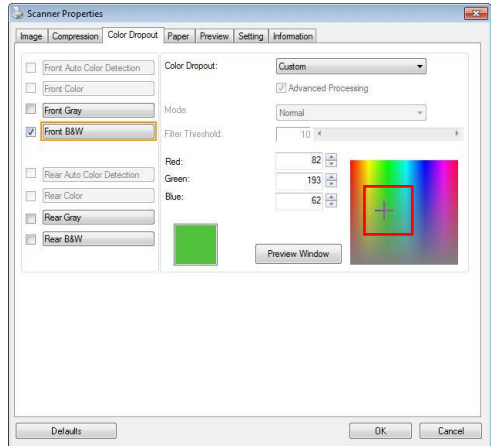 Scanner Properties
Image Compression Color Dropout Paper Preview Setting Information
Front Auto Color Detection
Front Color
Front Gray
Front B&W
Rear Auto Color Detection
Rear Color
Rear Gray
Rear B&W
Color Dropout: Custom
Advanced Processing
Mode: Normal
Filter Threshold: 10
Red: 82
Green: 193
Blue: 62
Preview Window
Defaults OK Cancel